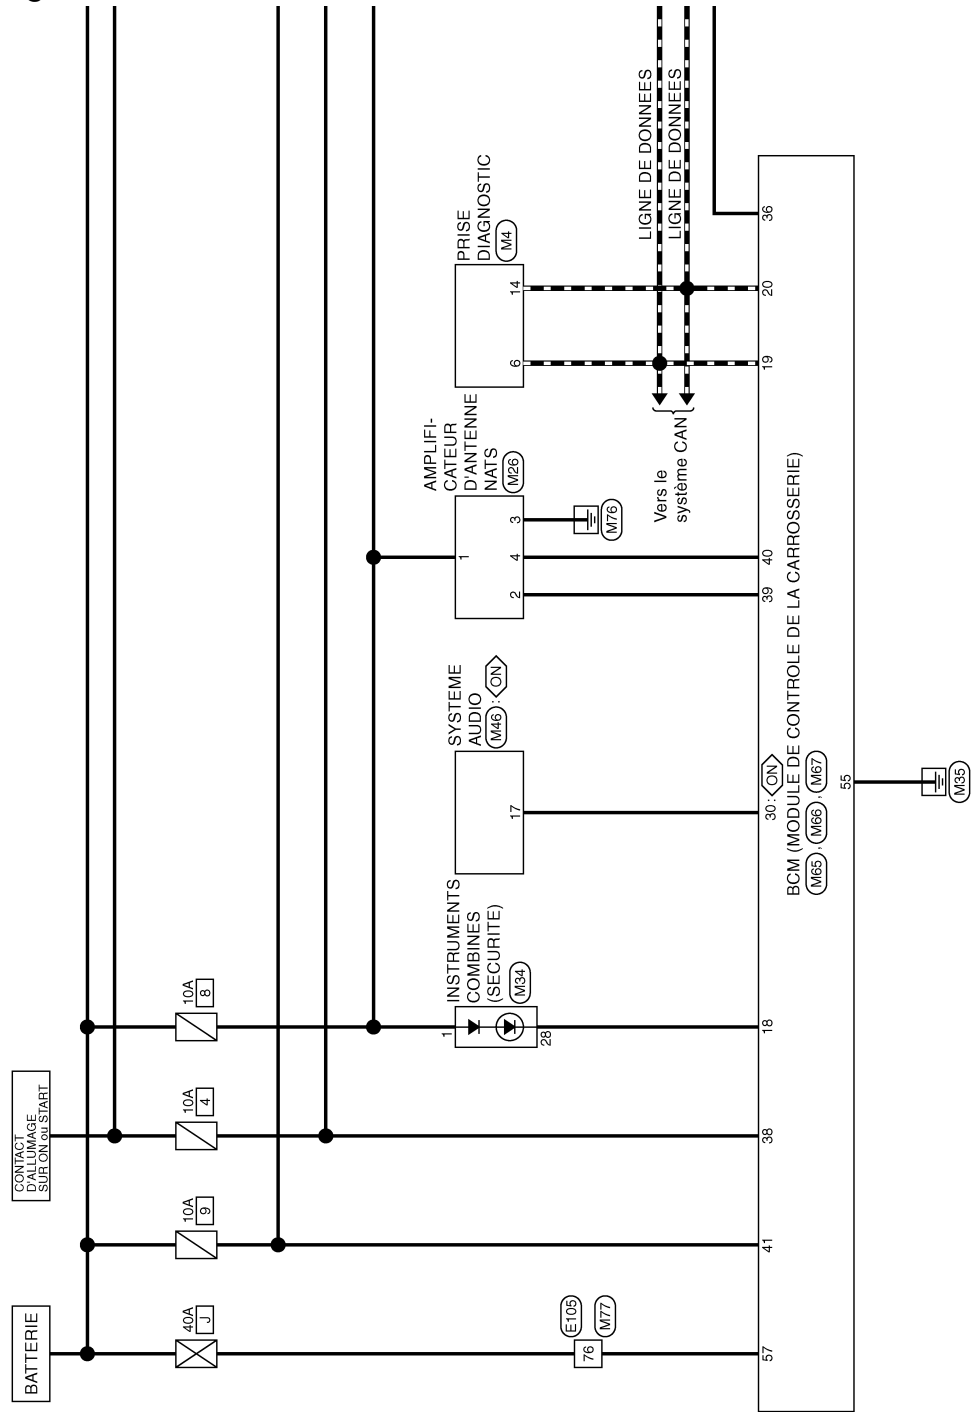 BATTERIE
CONTACT
D'ALLUMAGE
SUR ON ou START
40A
J
10A
9
10A
4
10A
8
E105
M77
76
INSTRUMENTS
COMBINES
(SECURITE)
M34
1
28
SYSTEME
AUDIO
M46 : ON
17
AMPLIFI-
CATEUR
D'ANTENNE
NATS
M26
1
2
4
3
M76
PRISE
DIAGNOSTIC
M4
6
14
LIGNE DE DONNEES
LIGNE DE DONNEES
Vers le
système CAN
57
41
38
18
30 : ON
39
40
19
20
36
BCM (MODULE DE CONTROLE DE LA CARROSSERIE)
M65 , M66 , M67
55
M35